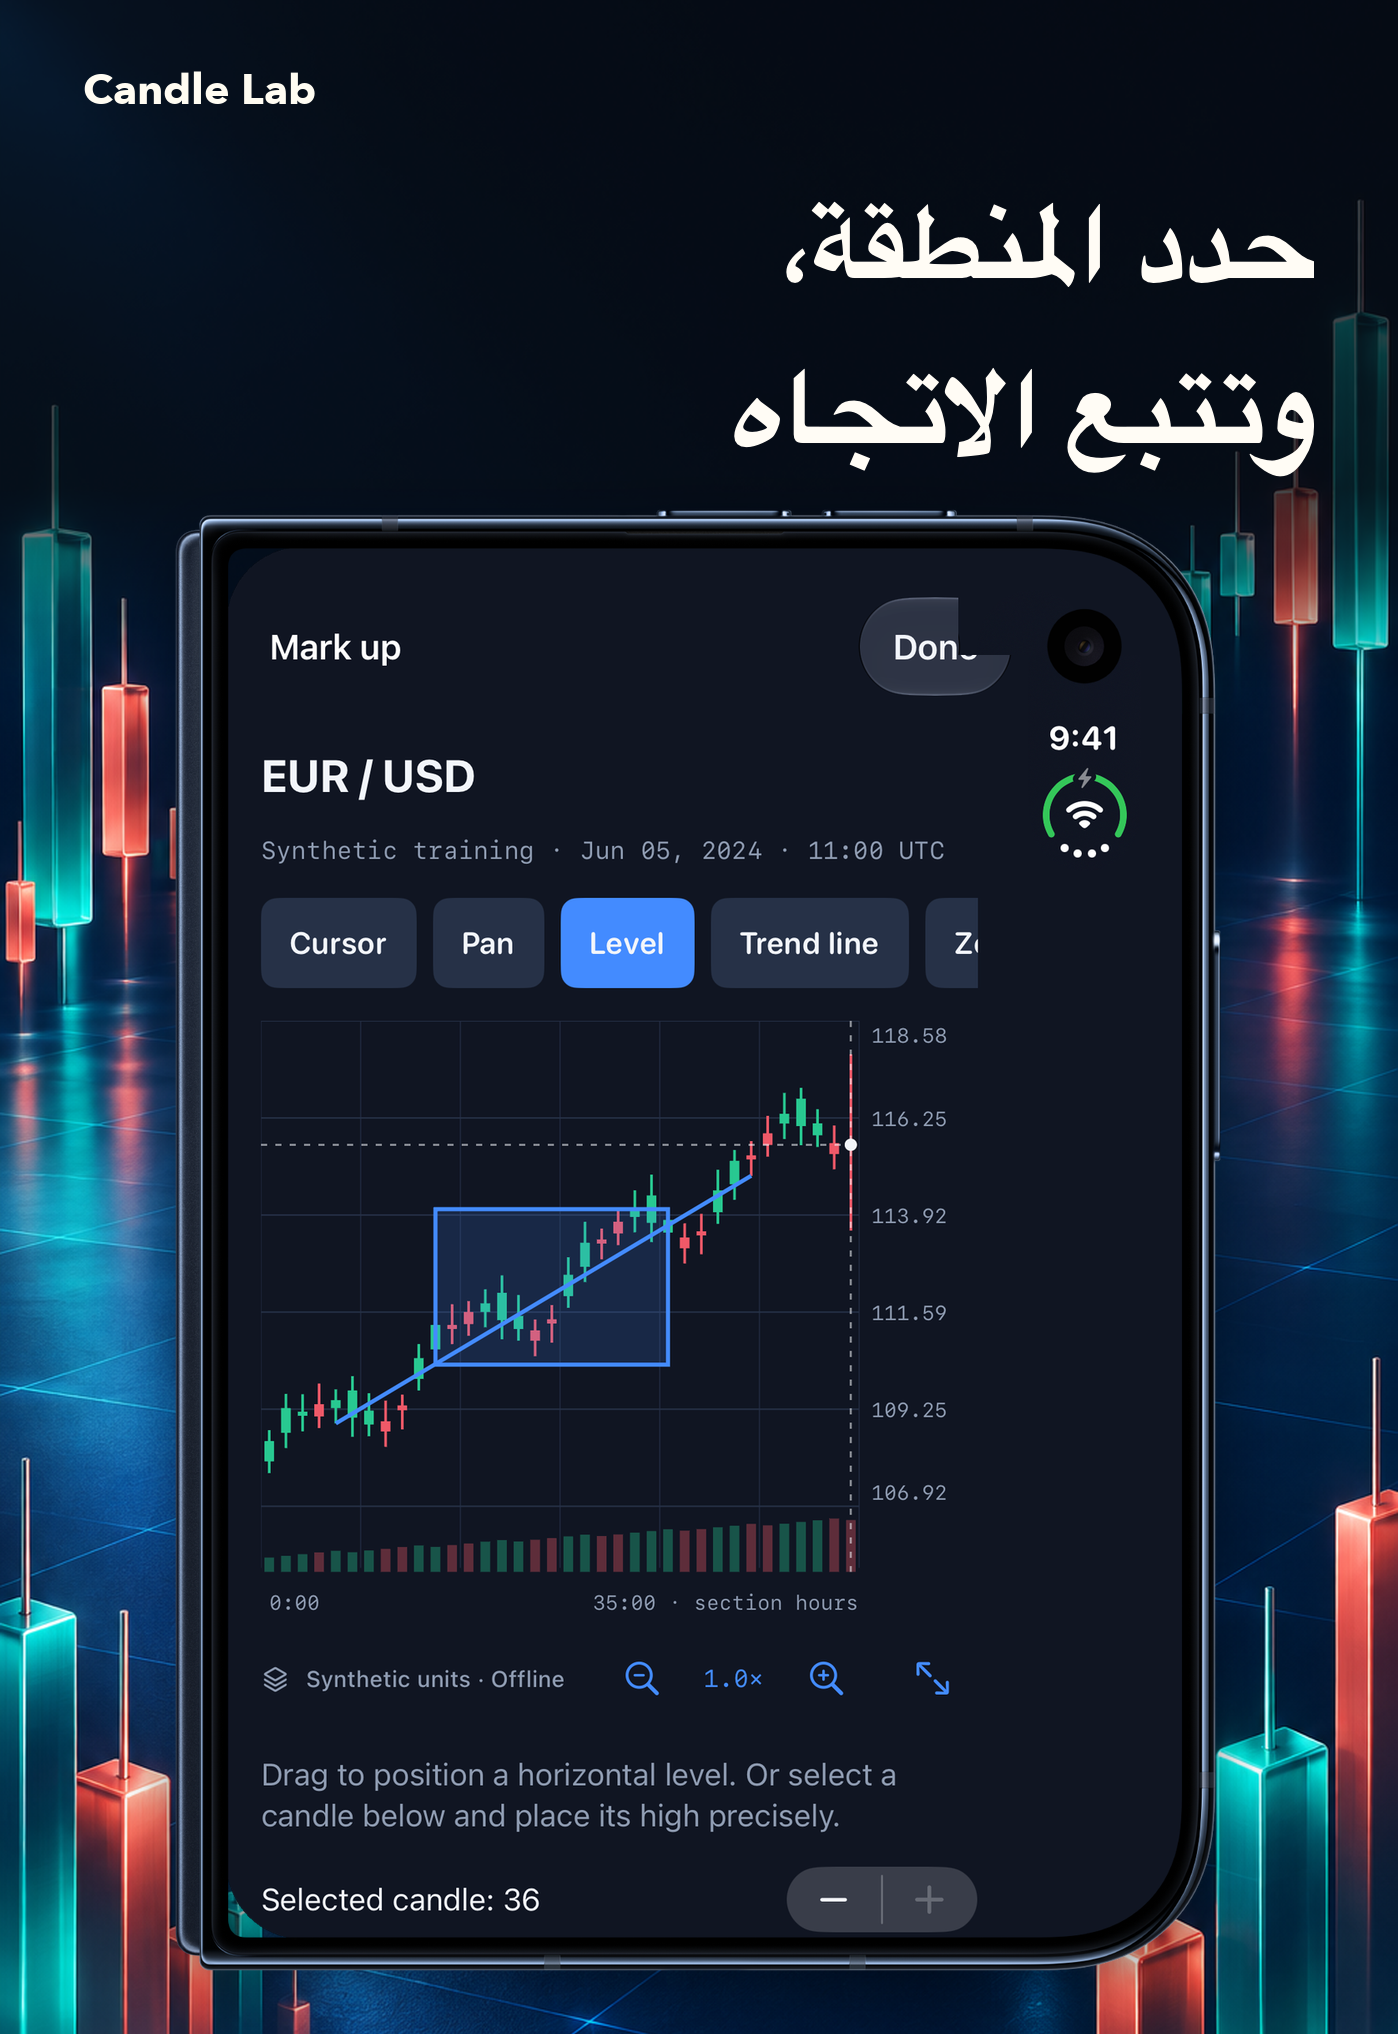 Candle Lab
حدد المنطقة،
وتتبع الاتجاه
Mark up
Done
9:41
EUR / USD
Synthetic training · Jun 05, 2024 · 11:00 UTC
Cursor Pan Level Trend line
118.58
116.25
113.92
111.59
109.25
106.92
0:00 35:00 · section hours
Synthetic units · Offline 1.0×
Drag to position a horizontal level. Or select a
candle below and place its high precisely.
Selected candle: 36